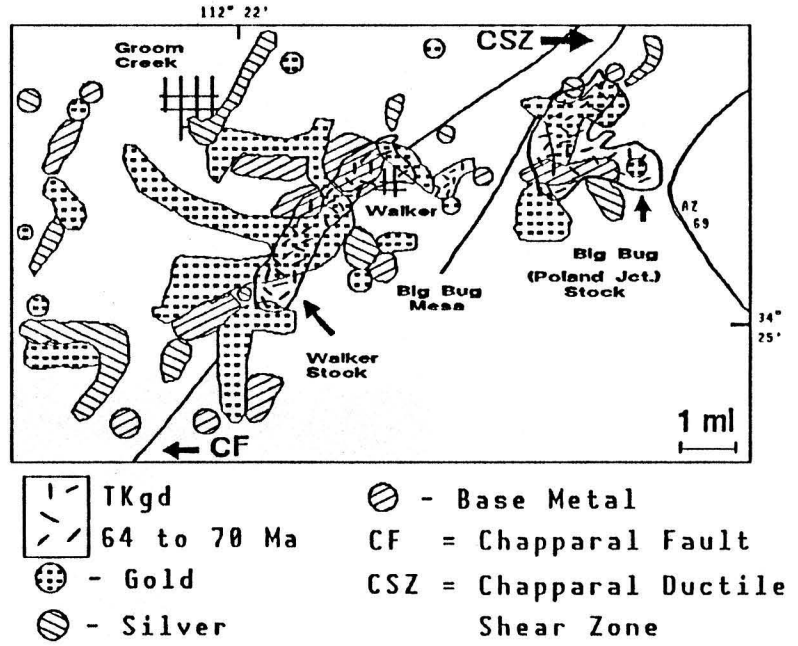 112° 22'
Groom
Creek
CSZ
Walker
AZ
69
Big Bug
(Poland Jct.)
Stock
Big Bug
Mesa
34°
25'
Walker
Stock
1 ml
CF
TKgd
64 to 70 Ma
- Gold
- Silver
- Base Metal
CF = Chapparal Fault
CSZ = Chapparal Ductile
Shear Zone